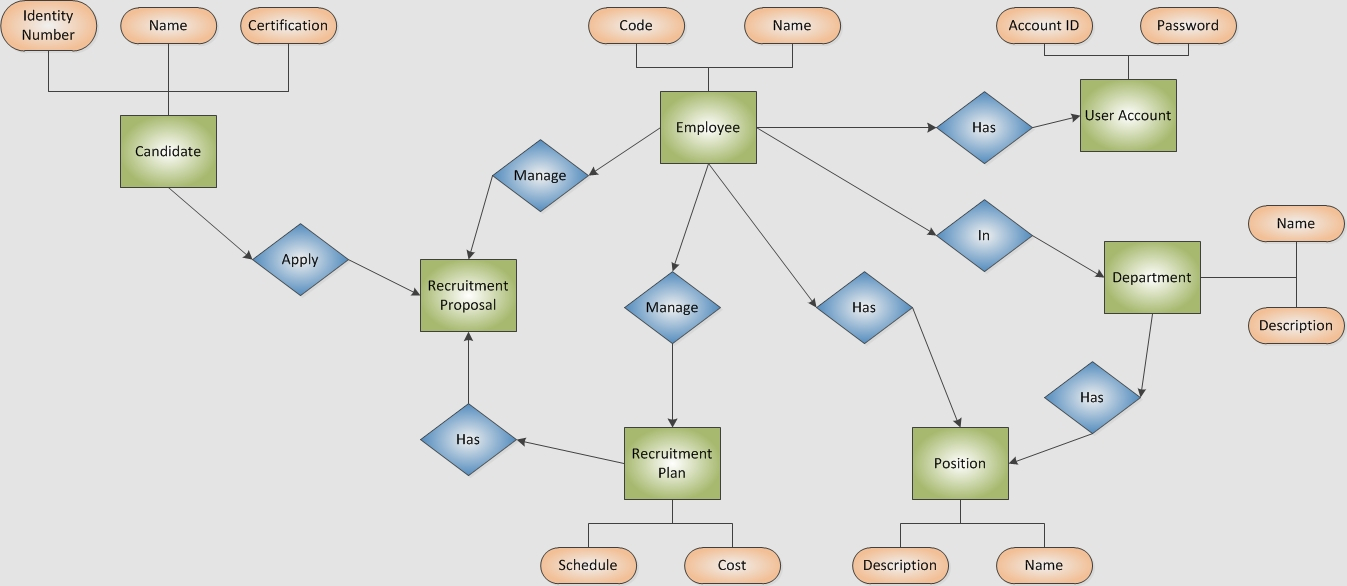 Identity
Number
Name
Certification
Code
Name
Account ID
Password
Candidate
Employee
Has
User Account
Manage
Apply
In
Name
Recruitment
Proposal
Manage
Has
Department
Description
Has
Has
Recruitment
Plan
Position
Schedule
Cost
Description
Name